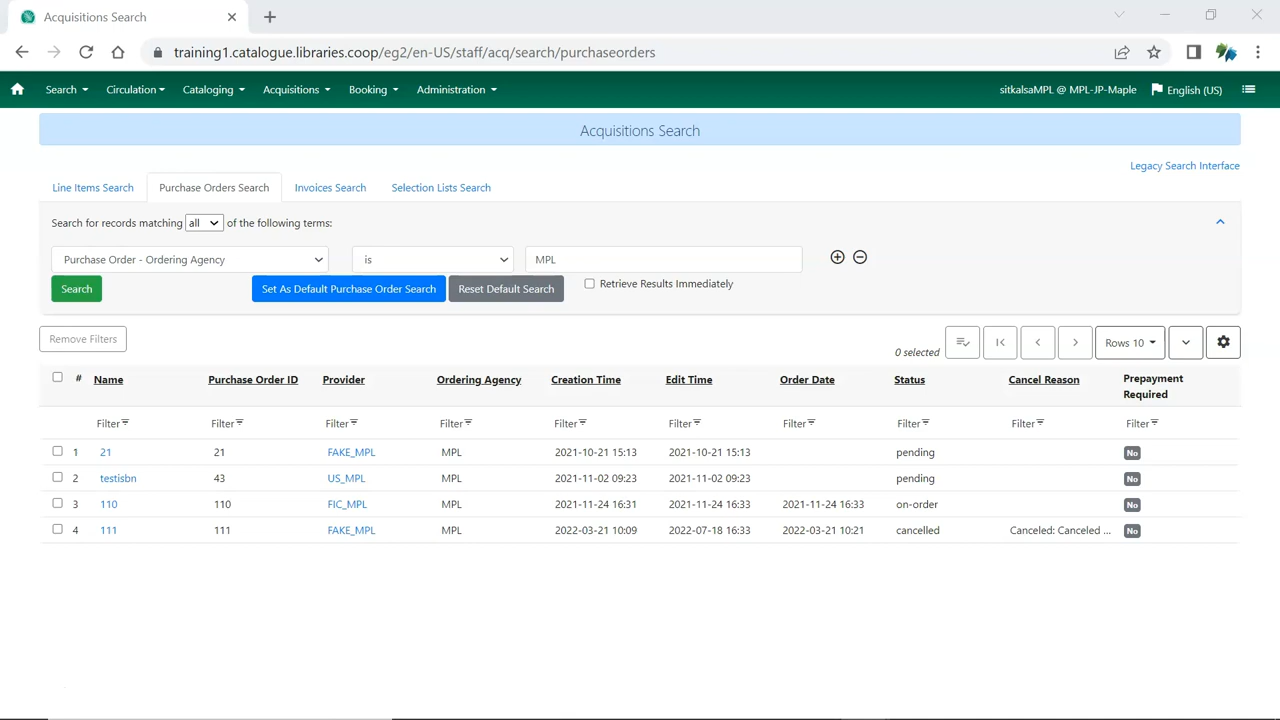 Acquisitions Search
training1.catalogue.libraries.coop/eg2/en-US/staff/acq/search/purchaseorders
Search Circulation Cataloging Acquisitions Booking Administration sitkalsaMPL @ MPL-JP-Maple English (US)
Acquisitions Search
Legacy Search Interface
Line Items Search Purchase Orders Search Invoices Search Selection Lists Search
Search for records matching all of the following terms:
Purchase Order - Ordering Agency is MPL
Search Set As Default Purchase Order Search Reset Default Search Retrieve Results Immediately
Remove Filters 0 selected Rows 10
# Name Purchase Order ID Provider Ordering Agency Creation Time Edit Time Order Date Status Cancel Reason Prepayment Required
Filter Filter Filter Filter Filter Filter Filter Filter Filter Filter
1 21 21 FAKE_MPL MPL 2021-10-21 15:13 2021-10-21 15:13 pending No
2 testisbn 43 US_MPL MPL 2021-11-02 09:23 2021-11-02 09:23 pending No
3 110 110 FIC_MPL MPL 2021-11-24 16:31 2021-11-24 16:33 2021-11-24 16:33 on-order No
4 111 111 FAKE_MPL MPL 2022-03-21 10:09 2022-07-18 16:33 2022-03-21 10:21 cancelled Canceled: Canceled ... No